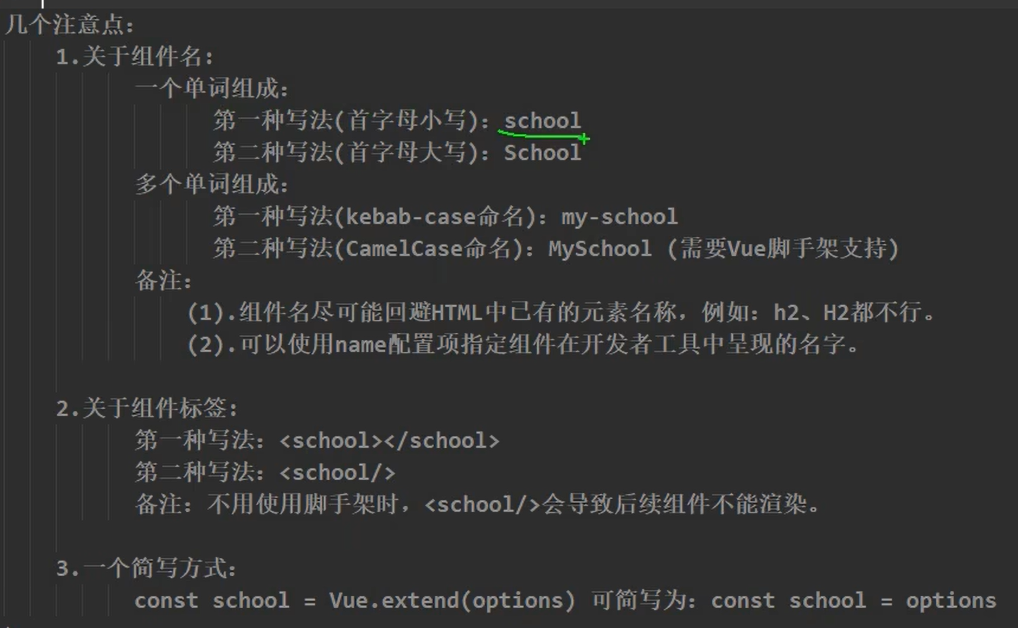 几个注意点：
1.关于组件名：
一个单词组成：
第一种写法(首字母小写)：school
第二种写法(首字母大写)：School
多个单词组成：
第一种写法(kebab-case命名)：my-school
第二种写法(CamelCase命名)：MySchool (需要Vue脚手架支持)
备注：
(1).组件名尽可能回避HTML中已有的元素名称，例如：h2、H2都不行。
(2).可以使用name配置项指定组件在开发者工具中呈现的名字。
2.关于组件标签：
第一种写法：<school></school>
第二种写法：<school/>
备注：不用使用脚手架时，<school/>会导致后续组件不能渲染。
3.一个简写方式：
const school = Vue.extend(options) 可简写为：const school = options